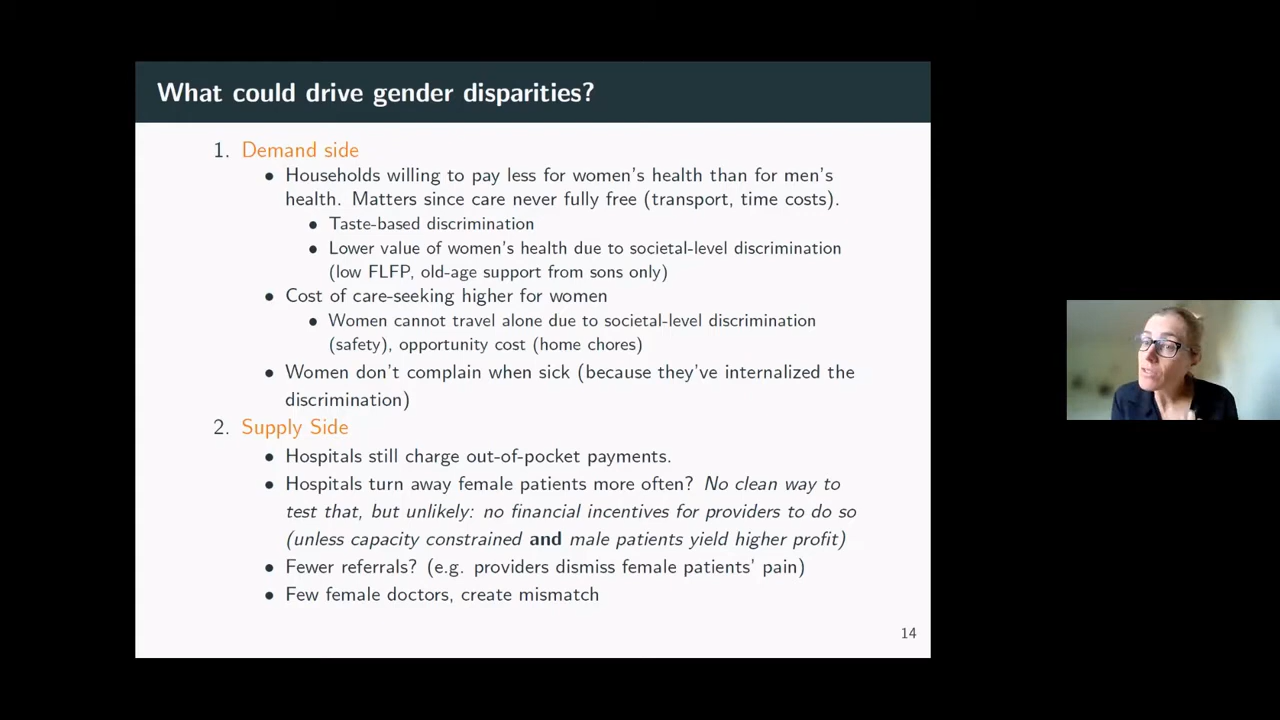 What could drive gender disparities?
1. Demand side
• Households willing to pay less for women's health than for men's
health. Matters since care never fully free (transport, time costs).
• Taste-based discrimination
• Lower value of women's health due to societal-level discrimination
(low FLFP, old-age support from sons only)
• Cost of care-seeking higher for women
• Women cannot travel alone due to societal-level discrimination
(safety), opportunity cost (home chores)
• Women don't complain when sick (because they've internalized the
discrimination)
2. Supply Side
• Hospitals still charge out-of-pocket payments.
• Hospitals turn away female patients more often? No clean way to
test that, but unlikely: no financial incentives for providers to do so
(unless capacity constrained and male patients yield higher profit)
• Fewer referrals? (e.g. providers dismiss female patients' pain)
• Few female doctors, create mismatch
14